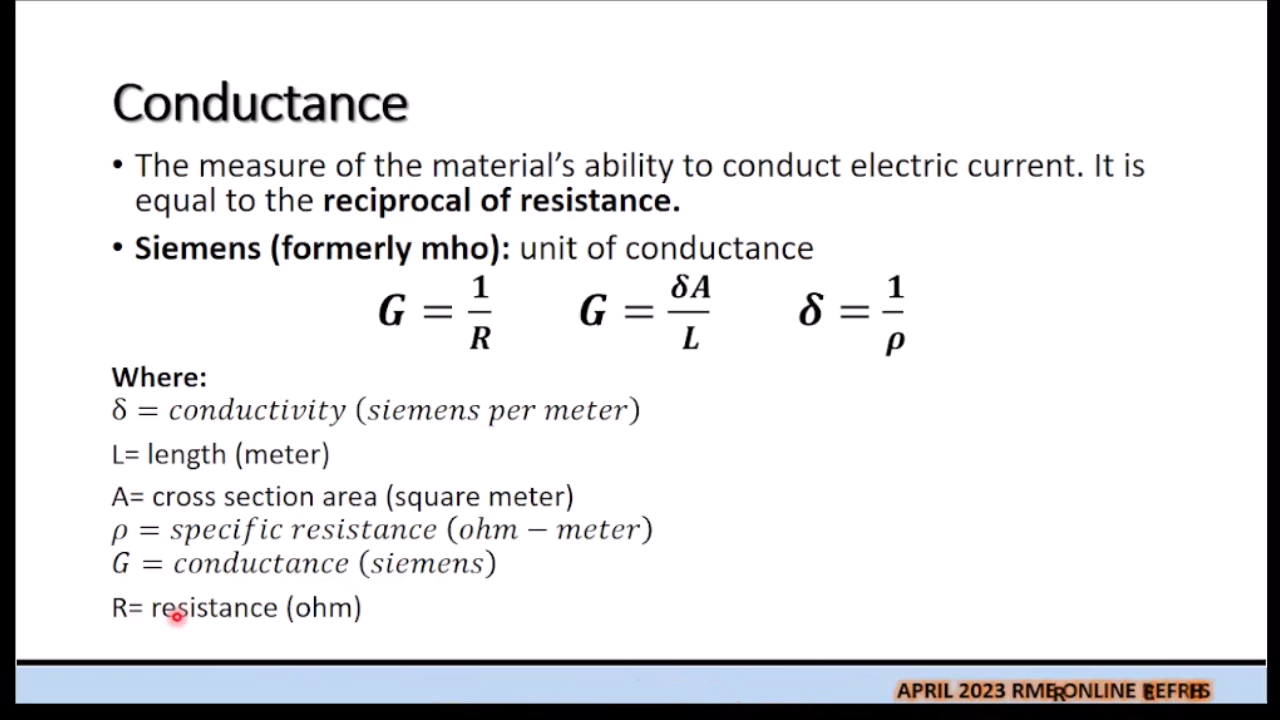 Conductance
• The measure of the material's ability to conduct electric current. It is
equal to the reciprocal of resistance.
• Siemens (formerly mho): unit of conductance
G = 1/R   G = δA/L   δ = 1/ρ
Where:
δ = conductivity (siemens per meter)
L= length (meter)
A= cross section area (square meter)
ρ = specific resistance (ohm − meter)
G = conductance (siemens)
R= resistance (ohm)
APRIL 2023 RME ONLINE